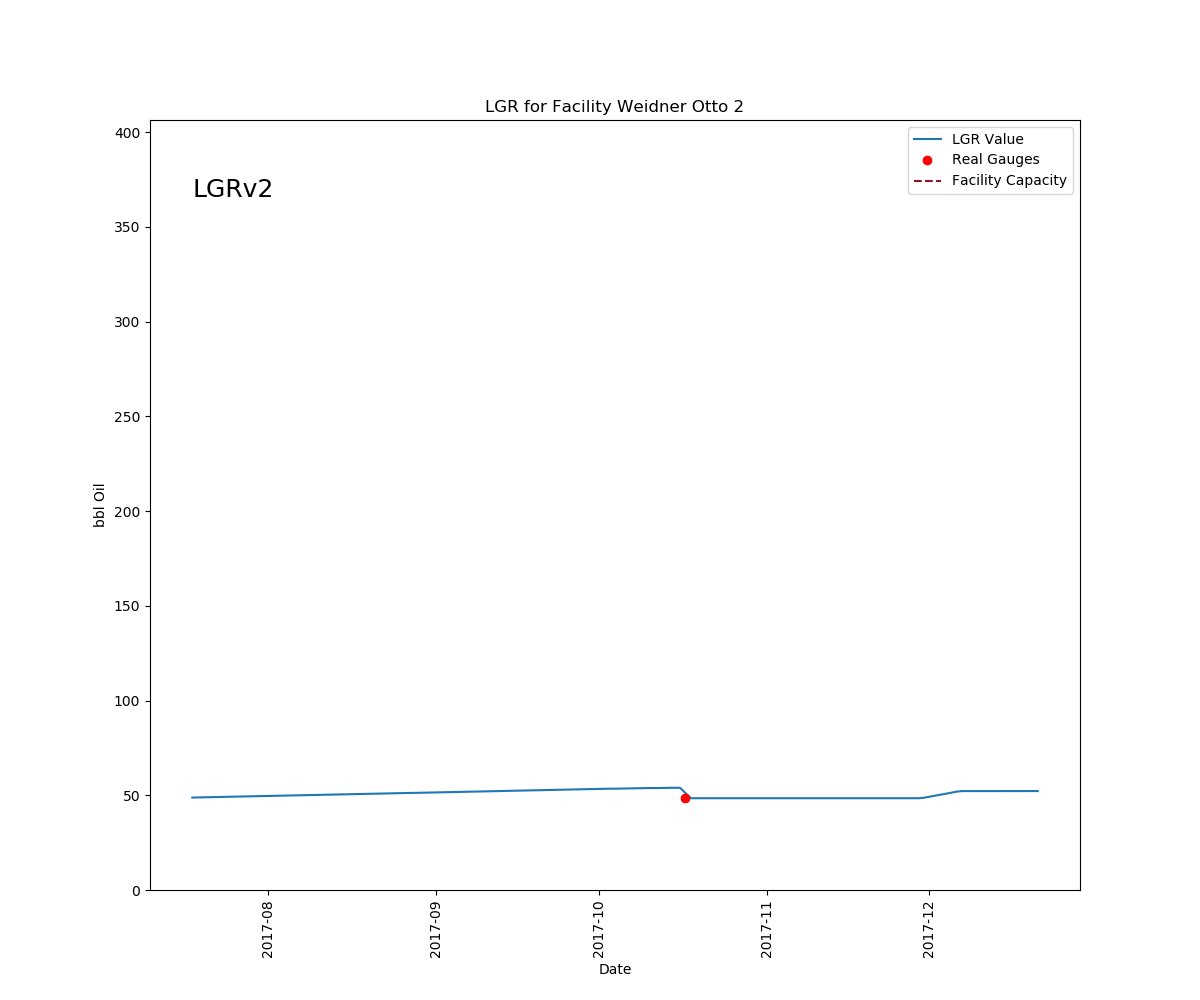 LGR for Facility Weidner Otto 2
LGRv2
LGR Value
Real Gauges
Facility Capacity
400
350
300
250
200
150
100
50
0
bbl Oil
2017-08
2017-09
2017-10
2017-11
2017-12
Date